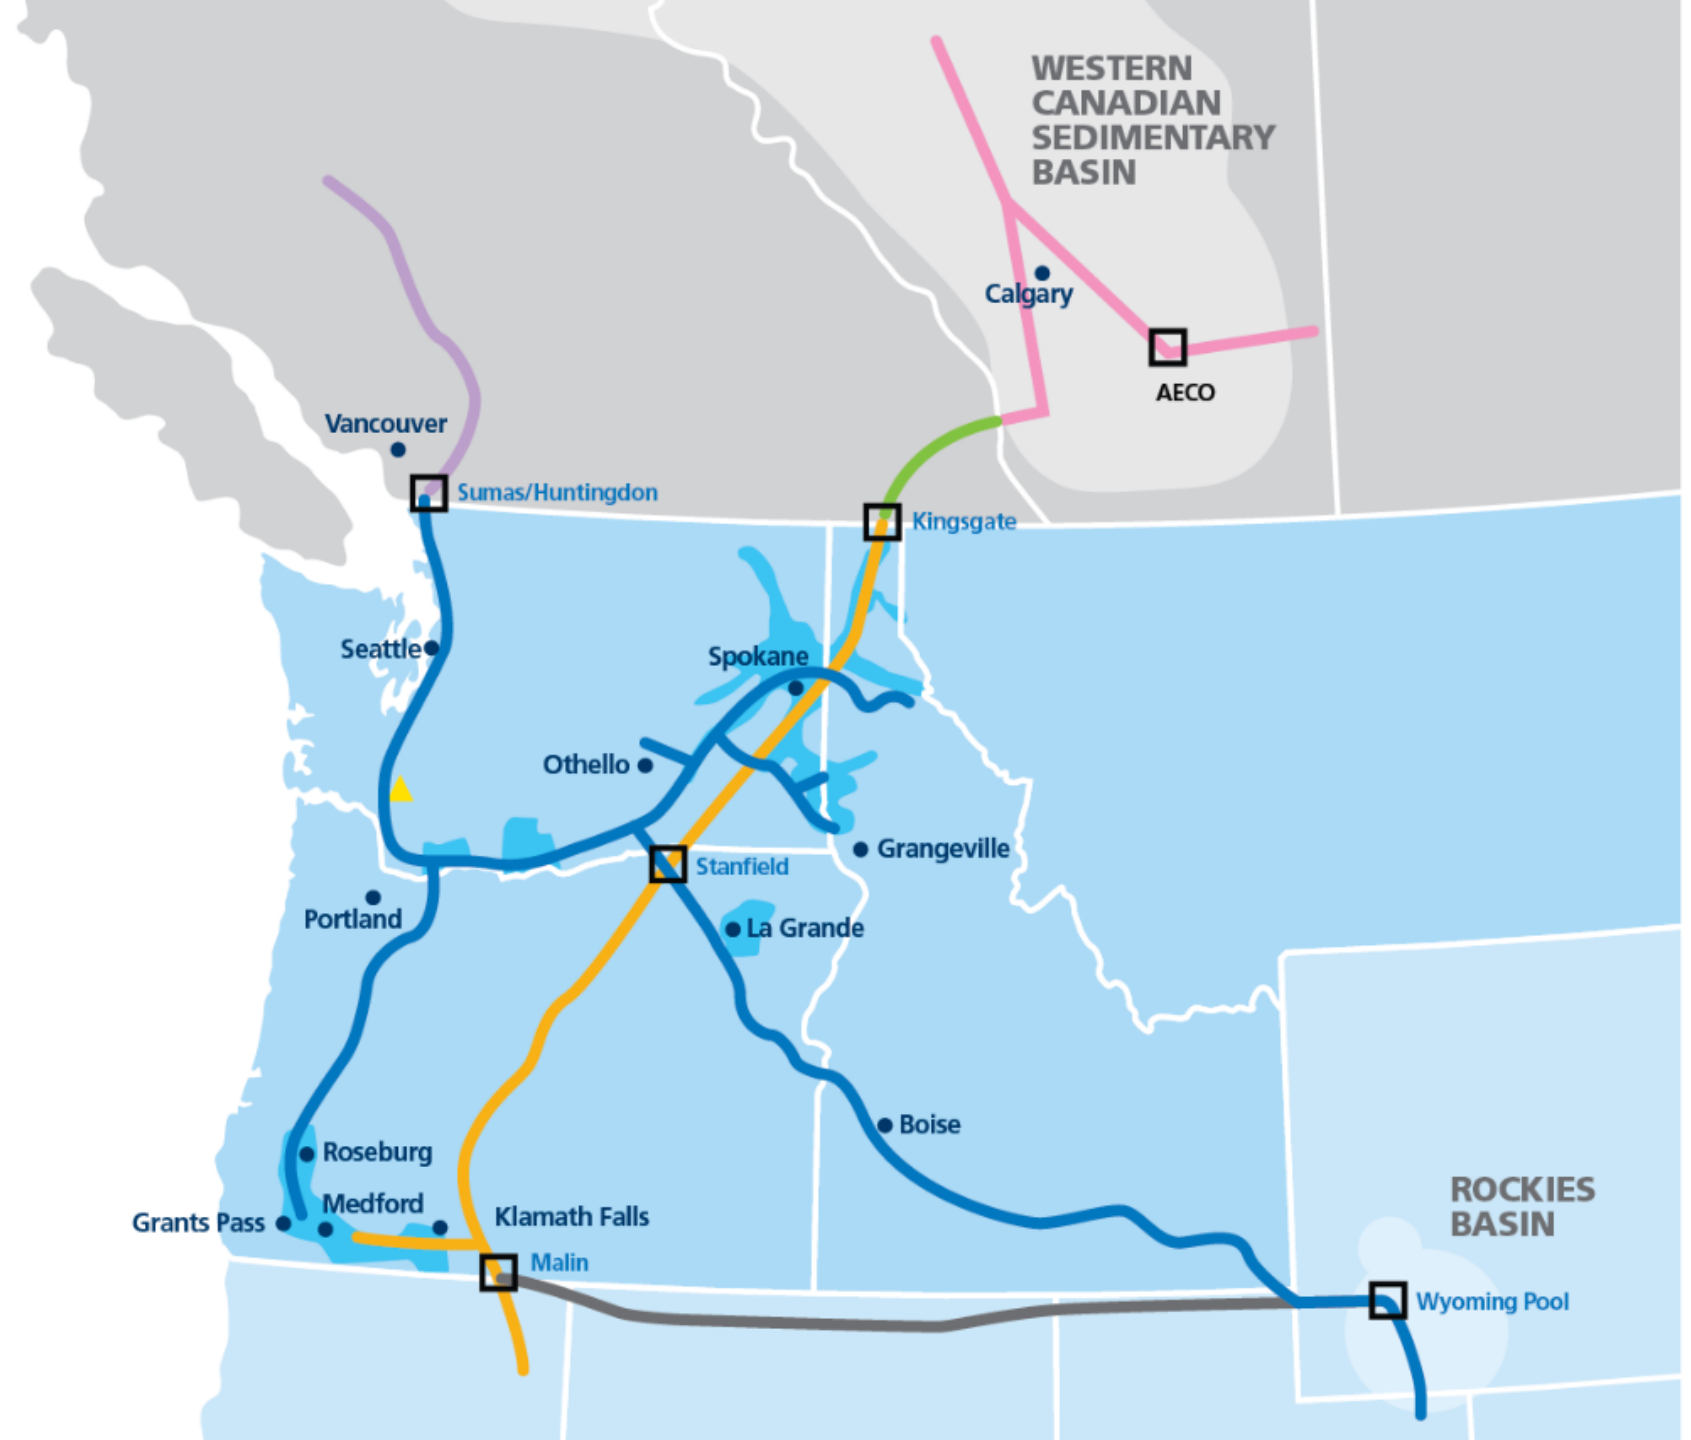 WESTERN
CANADIAN
SEDIMENTARY
BASIN
Calgary
AECO
Vancouver
Sumas/Huntingdon
Kingsgate
Seattle
Spokane
Othello
Grangeville
Stanfield
Portland
La Grande
Boise
Roseburg
Medford
Grants Pass
Klamath Falls
Malin
ROCKIES
BASIN
Wyoming Pool